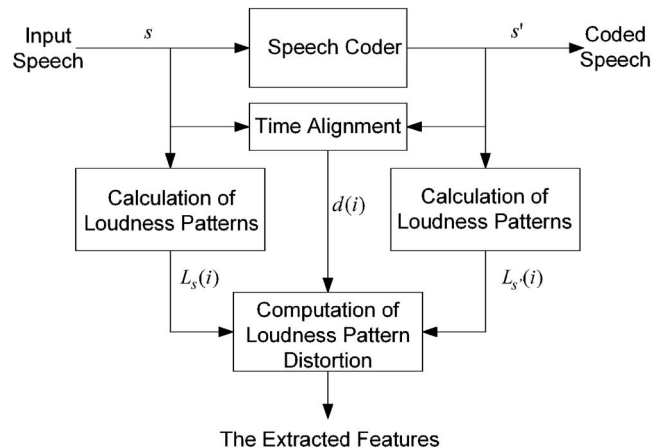 Input
Speech
s
Speech Coder
s'
Coded
Speech
Time Alignment
Calculation of
Loudness Patterns
d(i)
Calculation of
Loudness Patterns
Ls(i)
Ls'(i)
Computation of
Loudness Pattern
Distortion
The Extracted Features